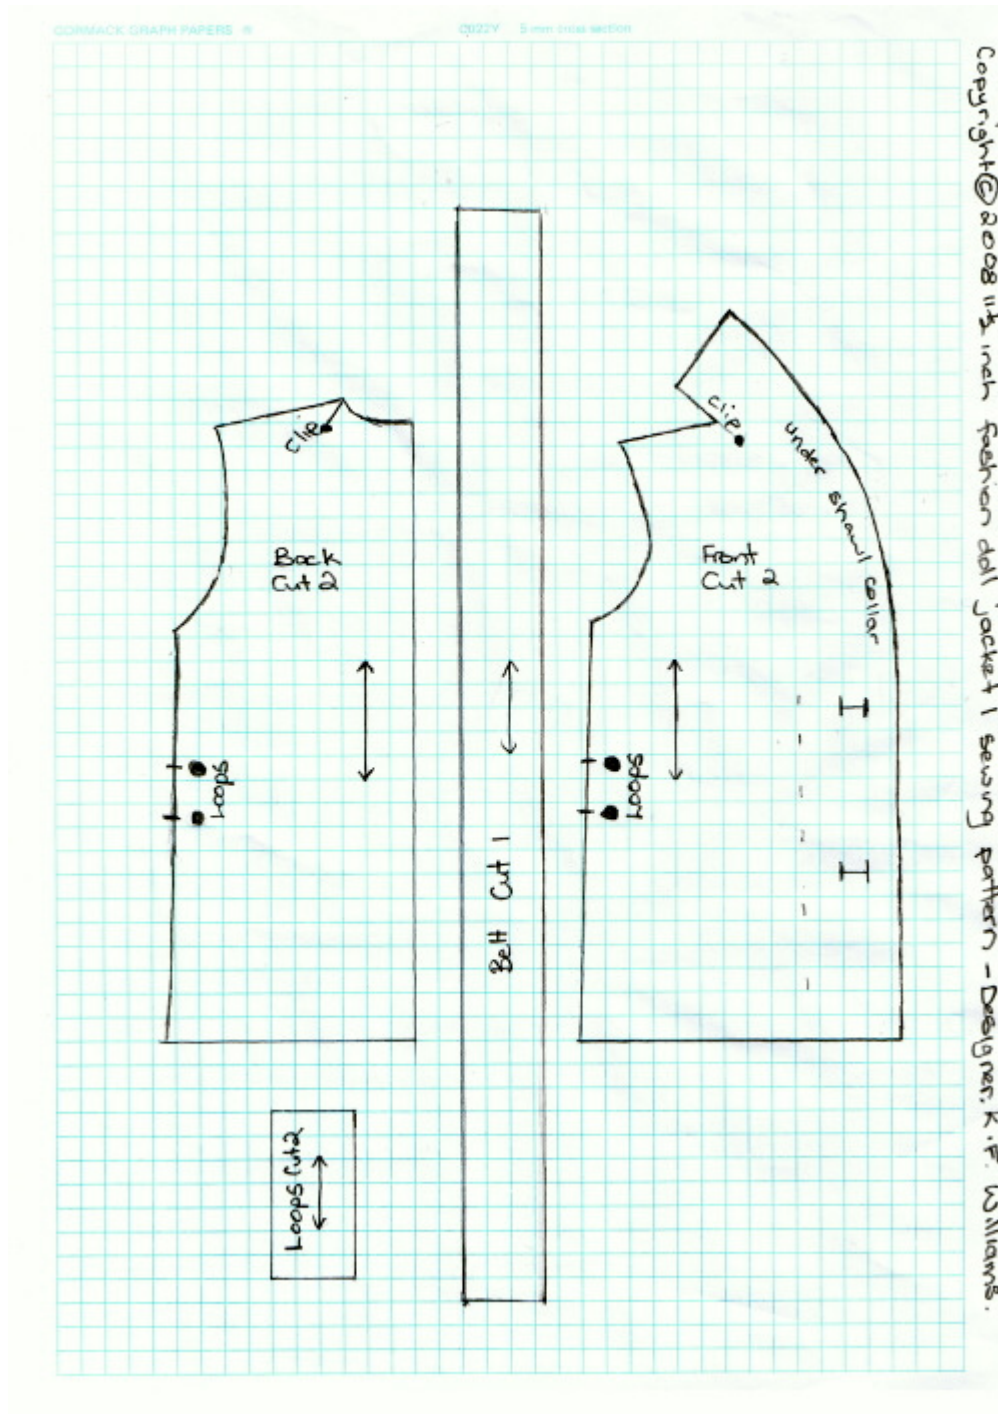 CORMACK GRAPH PAPERS ®
C022Y 5 mm cross section
Copyright © 2008 11½ inch fashion doll jacket 1 sewing pattern - Designer, K.F. Williams.
clip
clip
under shawl collar
Back
Cut 2
Front
Cut 2
Loops
Loops
Belt Cut 1
Loops Cut 2